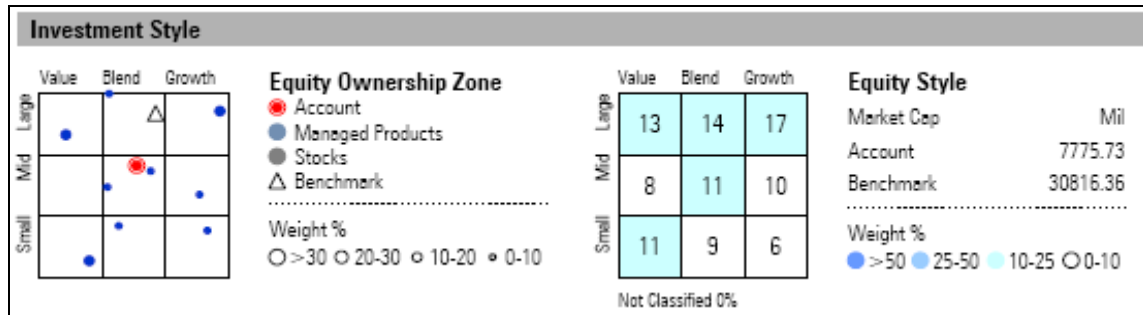 Investment Style
Value Blend Growth
Large
Mid
Small
Equity Ownership Zone
Account
Managed Products
Stocks
Benchmark
Weight %
>30 20-30 10-20 0-10
Value Blend Growth
Large 13 14 17
Mid 8 11 10
Small 11 9 6
Not Classified 0%
Equity Style
Market Cap Mil
Account 7775.73
Benchmark 30816.36
Weight %
>50 25-50 10-25 0-10